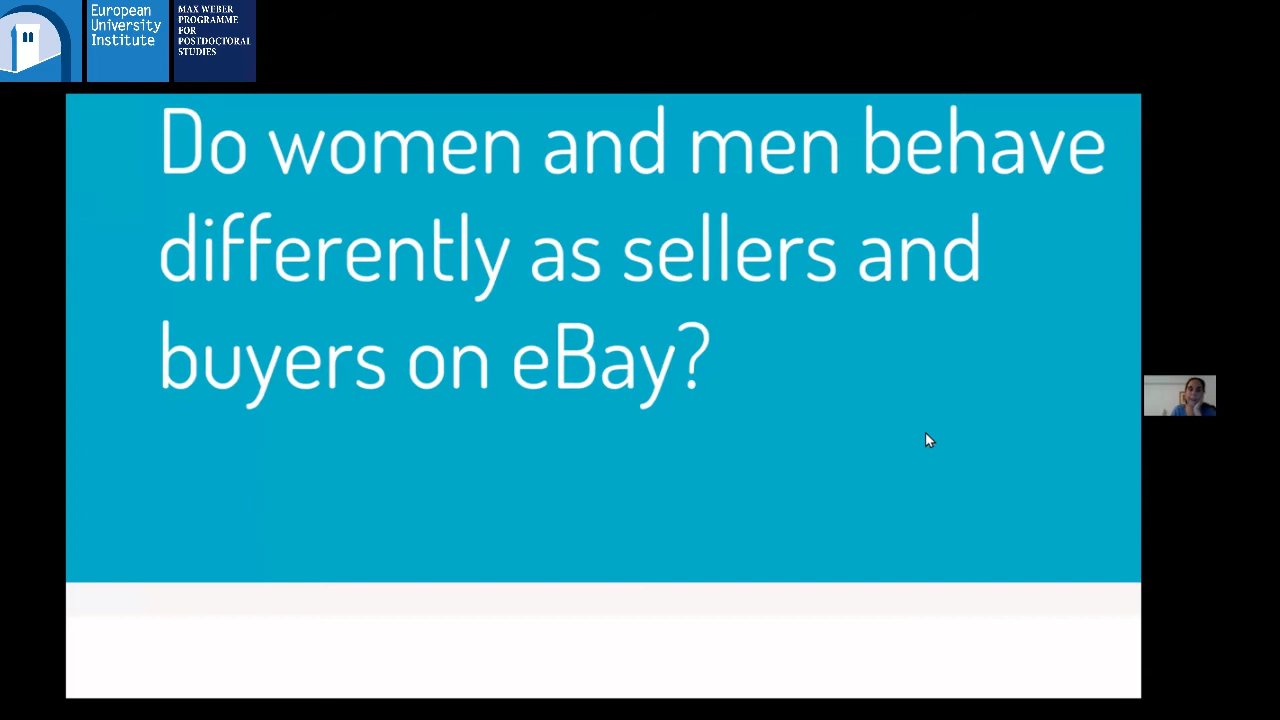 European
University
Institute
MAX WEBER
PROGRAMME
FOR
POSTDOCTORAL
STUDIES
Do women and men behave
differently as sellers and
buyers on eBay?